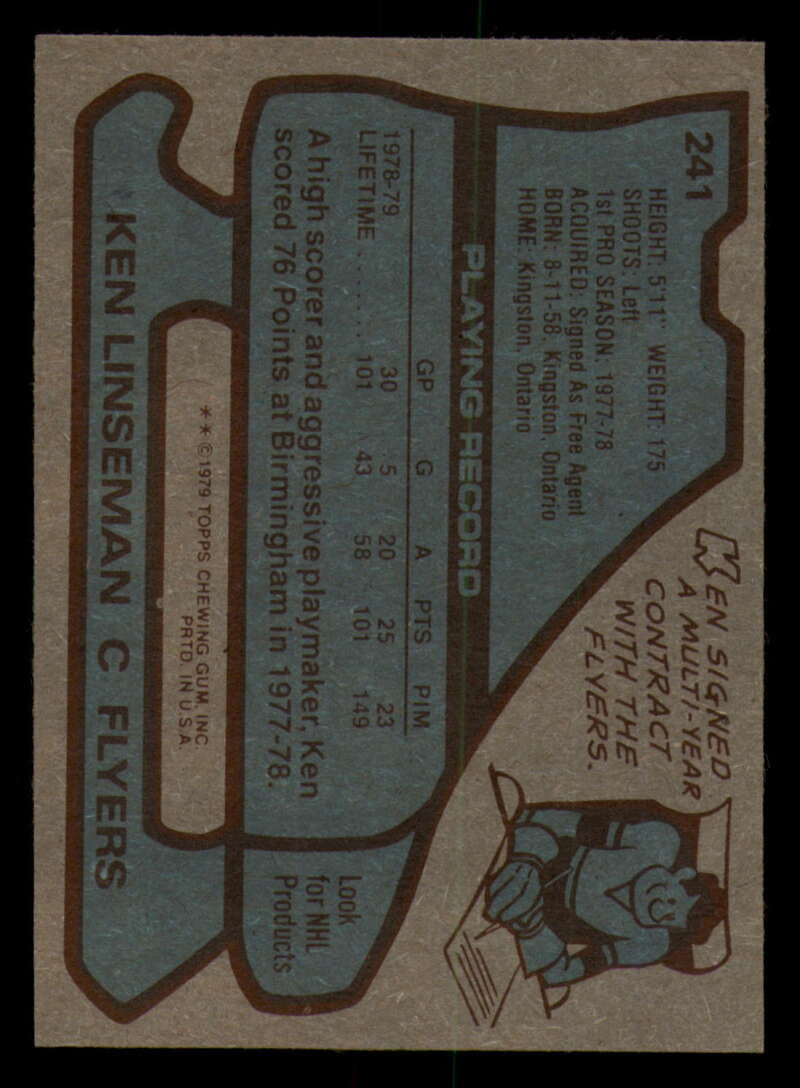 241
HEIGHT: 5'11" WEIGHT: 175
SHOOTS: Left
1st PRO SEASON: 1977-78
ACQUIRED: Signed As Free Agent
BORN: 8-11-58, Kingston, Ontario
HOME: Kingston, Ontario
KEN SIGNED
A MULTI-YEAR
CONTRACT
WITH THE
FLYERS.
PLAYING RECORD
GP G A PTS PIM
1978-79 30 5 20 25 23
LIFETIME ....... 101 43 58 101 149
A high scorer and aggressive playmaker, Ken
scored 76 Points at Birmingham in 1977-78.
Look
for NHL
Products
** ©1979 TOPPS CHEWING GUM, INC.
PRTD. IN U.S.A.
KEN LINSEMAN C FLYERS